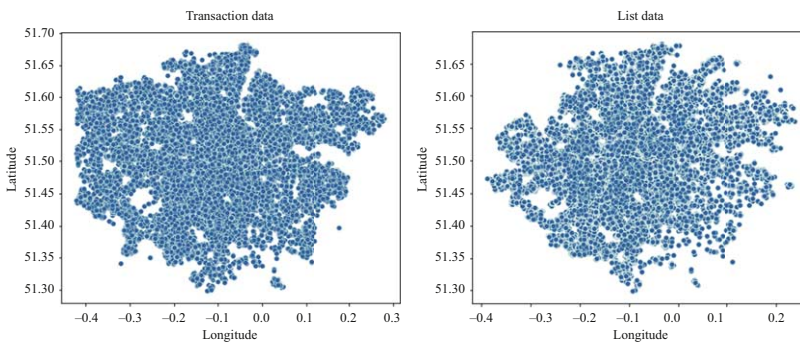 Transaction data
51.70
51.65
51.60
51.55
51.50
51.45
51.40
51.35
51.30
Latitude
–0.4 –0.3 –0.2 –0.1 0.0 0.1 0.2 0.3
Longitude
List data
51.65
51.60
51.55
51.50
51.45
51.40
51.35
51.30
Latitude
–0.4 –0.3 –0.2 –0.1 0.0 0.1 0.2
Longitude